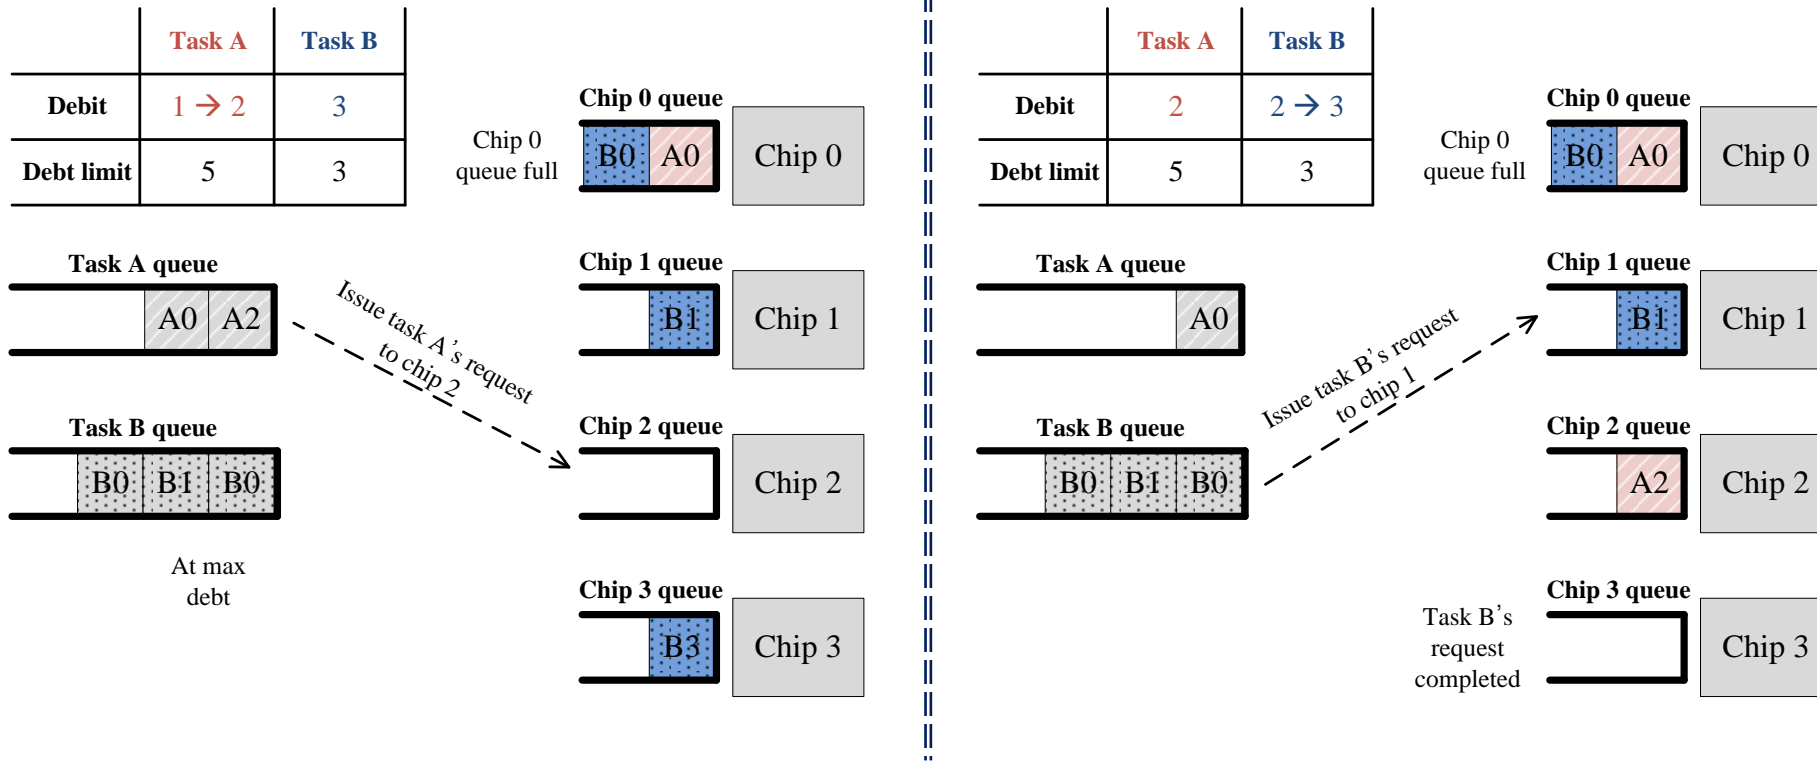 Task A Task B
Debit 1 → 2 3
Debt limit 5 3
Chip 0 queue
Chip 0
queue full
B0 A0
Chip 0
Task A queue
A0 A2
Issue task A's request
to chip 2
Chip 1 queue
B1
Chip 1
Task B queue
B0 B1 B0
At max
debt
Chip 2 queue
Chip 2
Chip 3 queue
B3
Chip 3
Task A Task B
Debit 2 2 → 3
Debt limit 5 3
Chip 0 queue
Chip 0
queue full
B0 A0
Chip 0
Task A queue
A0
Issue task B's request
to chip 1
Chip 1 queue
B1
Chip 1
Task B queue
B0 B1 B0
Chip 2 queue
A2
Chip 2
Chip 3 queue
Task B's
request
completed
Chip 3